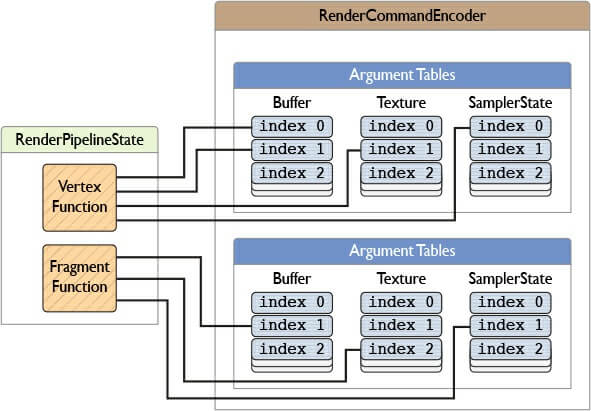 RenderCommandEncoder
Argument Tables
Buffer Texture SamplerState
index 0 index 0 index 0
index 1 index 1 index 1
index 2 index 2 index 2
RenderPipelineState
Vertex
Function
Fragment
Function
Argument Tables
Buffer Texture SamplerState
index 0 index 0 index 0
index 1 index 1 index 1
index 2 index 2 index 2